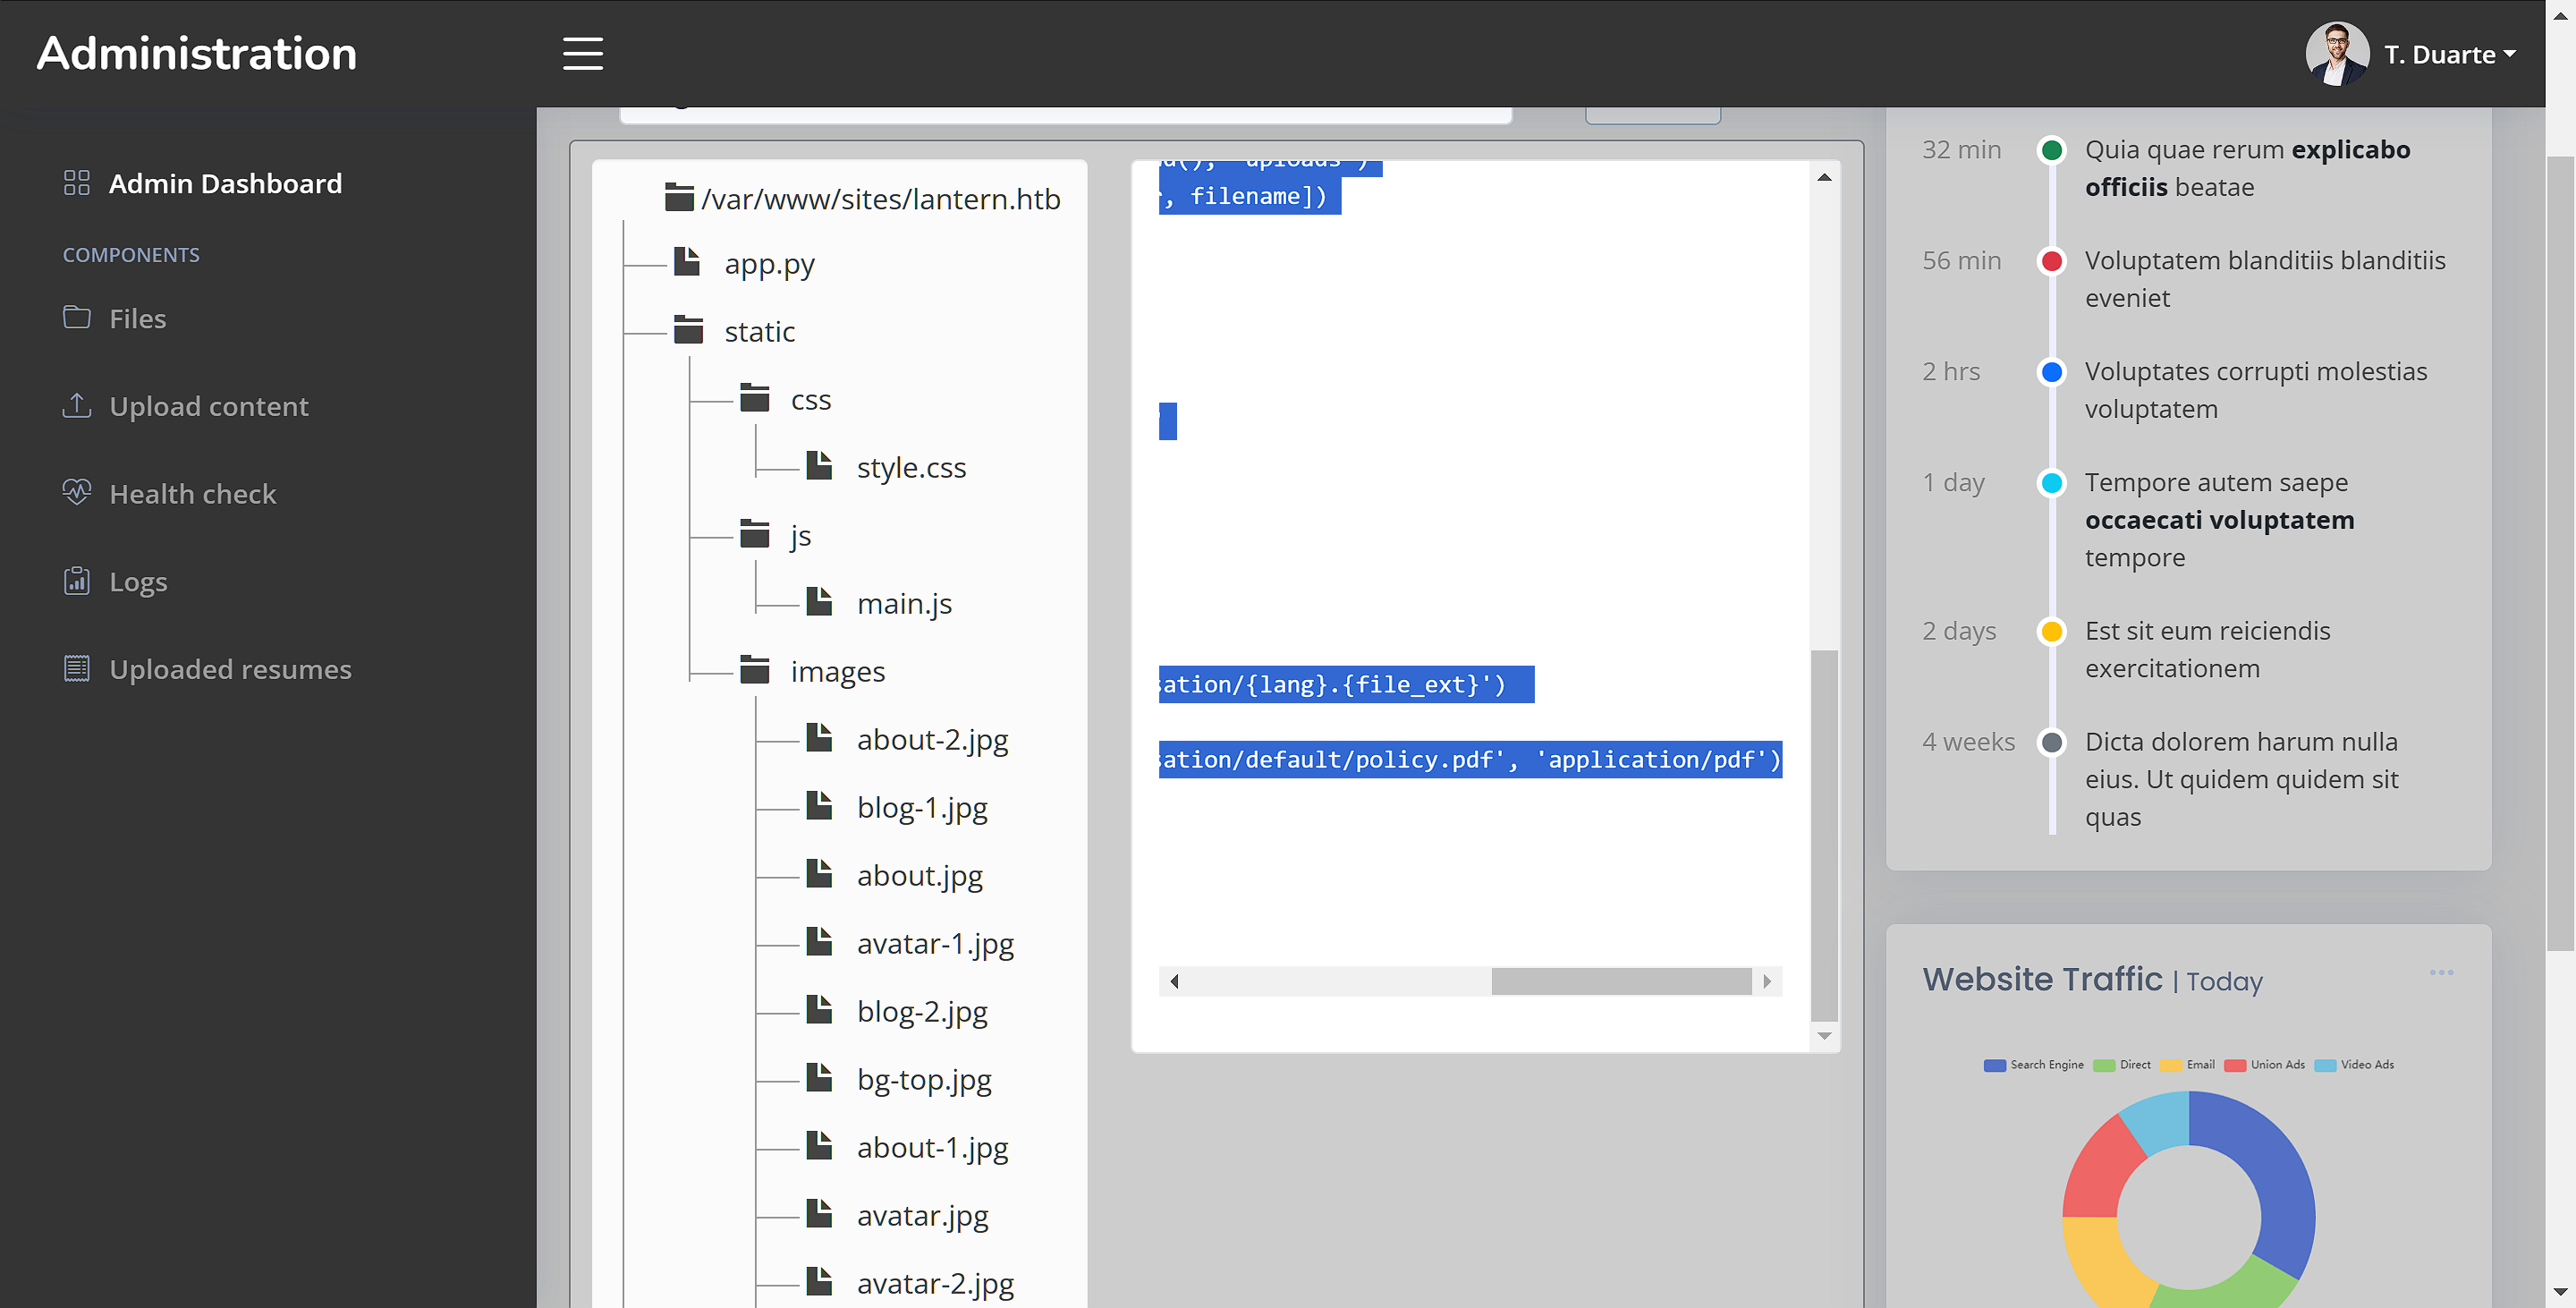 Administration
T. Duarte
Admin Dashboard
COMPONENTS
Files
Upload content
Health check
Logs
Uploaded resumes
/var/www/sites/lantern.htb
app.py
static
css
style.css
js
main.js
images
about-2.jpg
blog-1.jpg
about.jpg
avatar-1.jpg
blog-2.jpg
bg-top.jpg
about-1.jpg
avatar.jpg
avatar-2.jpg
(), 'uploads')
, filename])
sation/{lang}.{file_ext}')
sation/default/policy.pdf', 'application/pdf')
32 min
Quia quae rerum explicabo
officiis beatae
56 min
Voluptatem blanditiis blanditiis
eveniet
2 hrs
Voluptates corrupti molestias
voluptatem
1 day
Tempore autem saepe
occaecati voluptatem
tempore
2 days
Est sit eum reiciendis
exercitationem
4 weeks
Dicta dolorem harum nulla
eius. Ut quidem quidem sit
quas
Website Traffic | Today
Search Engine Direct Email Union Ads Video Ads